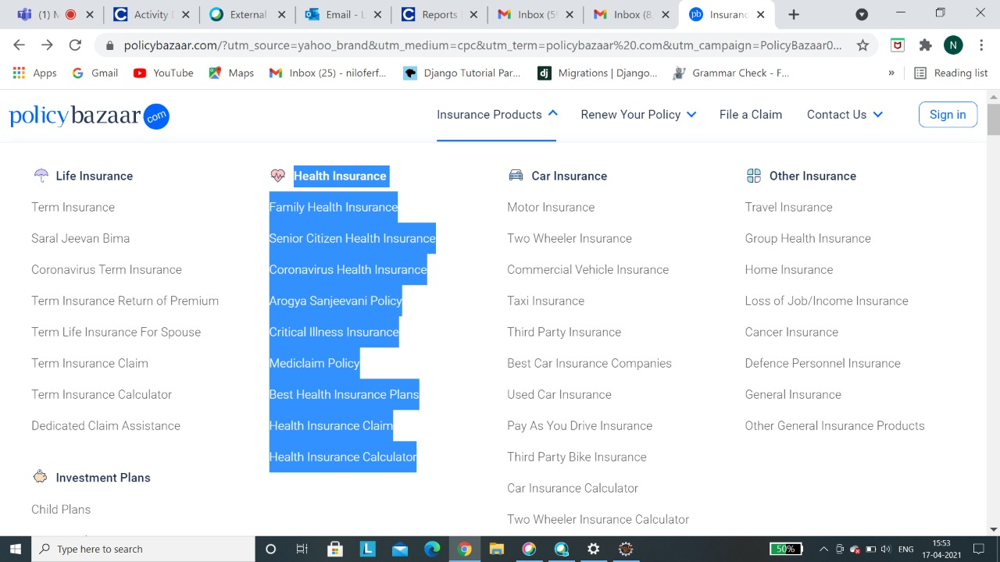 (1) M
Activity
External
Email - L
Reports
Inbox (5
Inbox (8,
pb
Insuranc
policybazaar.com/?utm_source=yahoo_brand&utm_medium=cpc&utm_term=policybazaar%20.com&utm_campaign=PolicyBazaar0...
N
Apps
Gmail
YouTube
Maps
Inbox (25) - niloferf...
Django Tutorial Par...
dj
Migrations | Django...
Grammar Check - F...
»
Reading list
policybazaar com
Insurance Products
Renew Your Policy
File a Claim
Contact Us
Sign in
Life Insurance
Term Insurance
Saral Jeevan Bima
Coronavirus Term Insurance
Term Insurance Return of Premium
Term Life Insurance For Spouse
Term Insurance Claim
Term Insurance Calculator
Dedicated Claim Assistance
Investment Plans
Child Plans
Health Insurance
Family Health Insurance
Senior Citizen Health Insurance
Coronavirus Health Insurance
Arogya Sanjeevani Policy
Critical Illness Insurance
Mediclaim Policy
Best Health Insurance Plans
Health Insurance Claim
Health Insurance Calculator
Car Insurance
Motor Insurance
Two Wheeler Insurance
Commercial Vehicle Insurance
Taxi Insurance
Third Party Insurance
Best Car Insurance Companies
Used Car Insurance
Pay As You Drive Insurance
Third Party Bike Insurance
Car Insurance Calculator
Two Wheeler Insurance Calculator
Other Insurance
Travel Insurance
Group Health Insurance
Home Insurance
Loss of Job/Income Insurance
Cancer Insurance
Defence Personnel Insurance
General Insurance
Other General Insurance Products
Type here to search
L
50%
ENG
15:53
17-04-2021